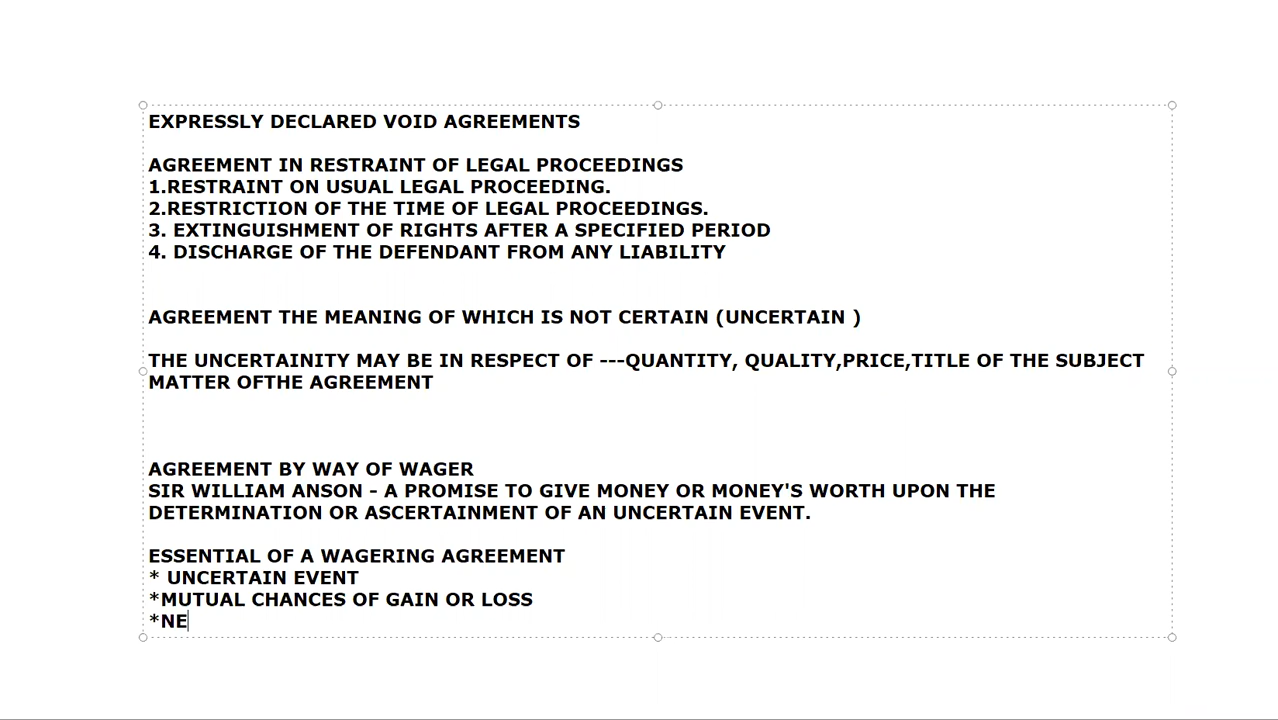 EXPRESSLY DECLARED VOID AGREEMENTS
AGREEMENT IN RESTRAINT OF LEGAL PROCEEDINGS
1.RESTRAINT ON USUAL LEGAL PROCEEDING.
2.RESTRICTION OF THE TIME OF LEGAL PROCEEDINGS.
3. EXTINGUISHMENT OF RIGHTS AFTER A SPECIFIED PERIOD
4. DISCHARGE OF THE DEFENDANT FROM ANY LIABILITY
AGREEMENT THE MEANING OF WHICH IS NOT CERTAIN (UNCERTAIN )
THE UNCERTAINITY MAY BE IN RESPECT OF ---QUANTITY, QUALITY,PRICE,TITLE OF THE SUBJECT
MATTER OFTHE AGREEMENT
AGREEMENT BY WAY OF WAGER
SIR WILLIAM ANSON - A PROMISE TO GIVE MONEY OR MONEY'S WORTH UPON THE
DETERMINATION OR ASCERTAINMENT OF AN UNCERTAIN EVENT.
ESSENTIAL OF A WAGERING AGREEMENT
* UNCERTAIN EVENT
*MUTUAL CHANCES OF GAIN OR LOSS
*NE